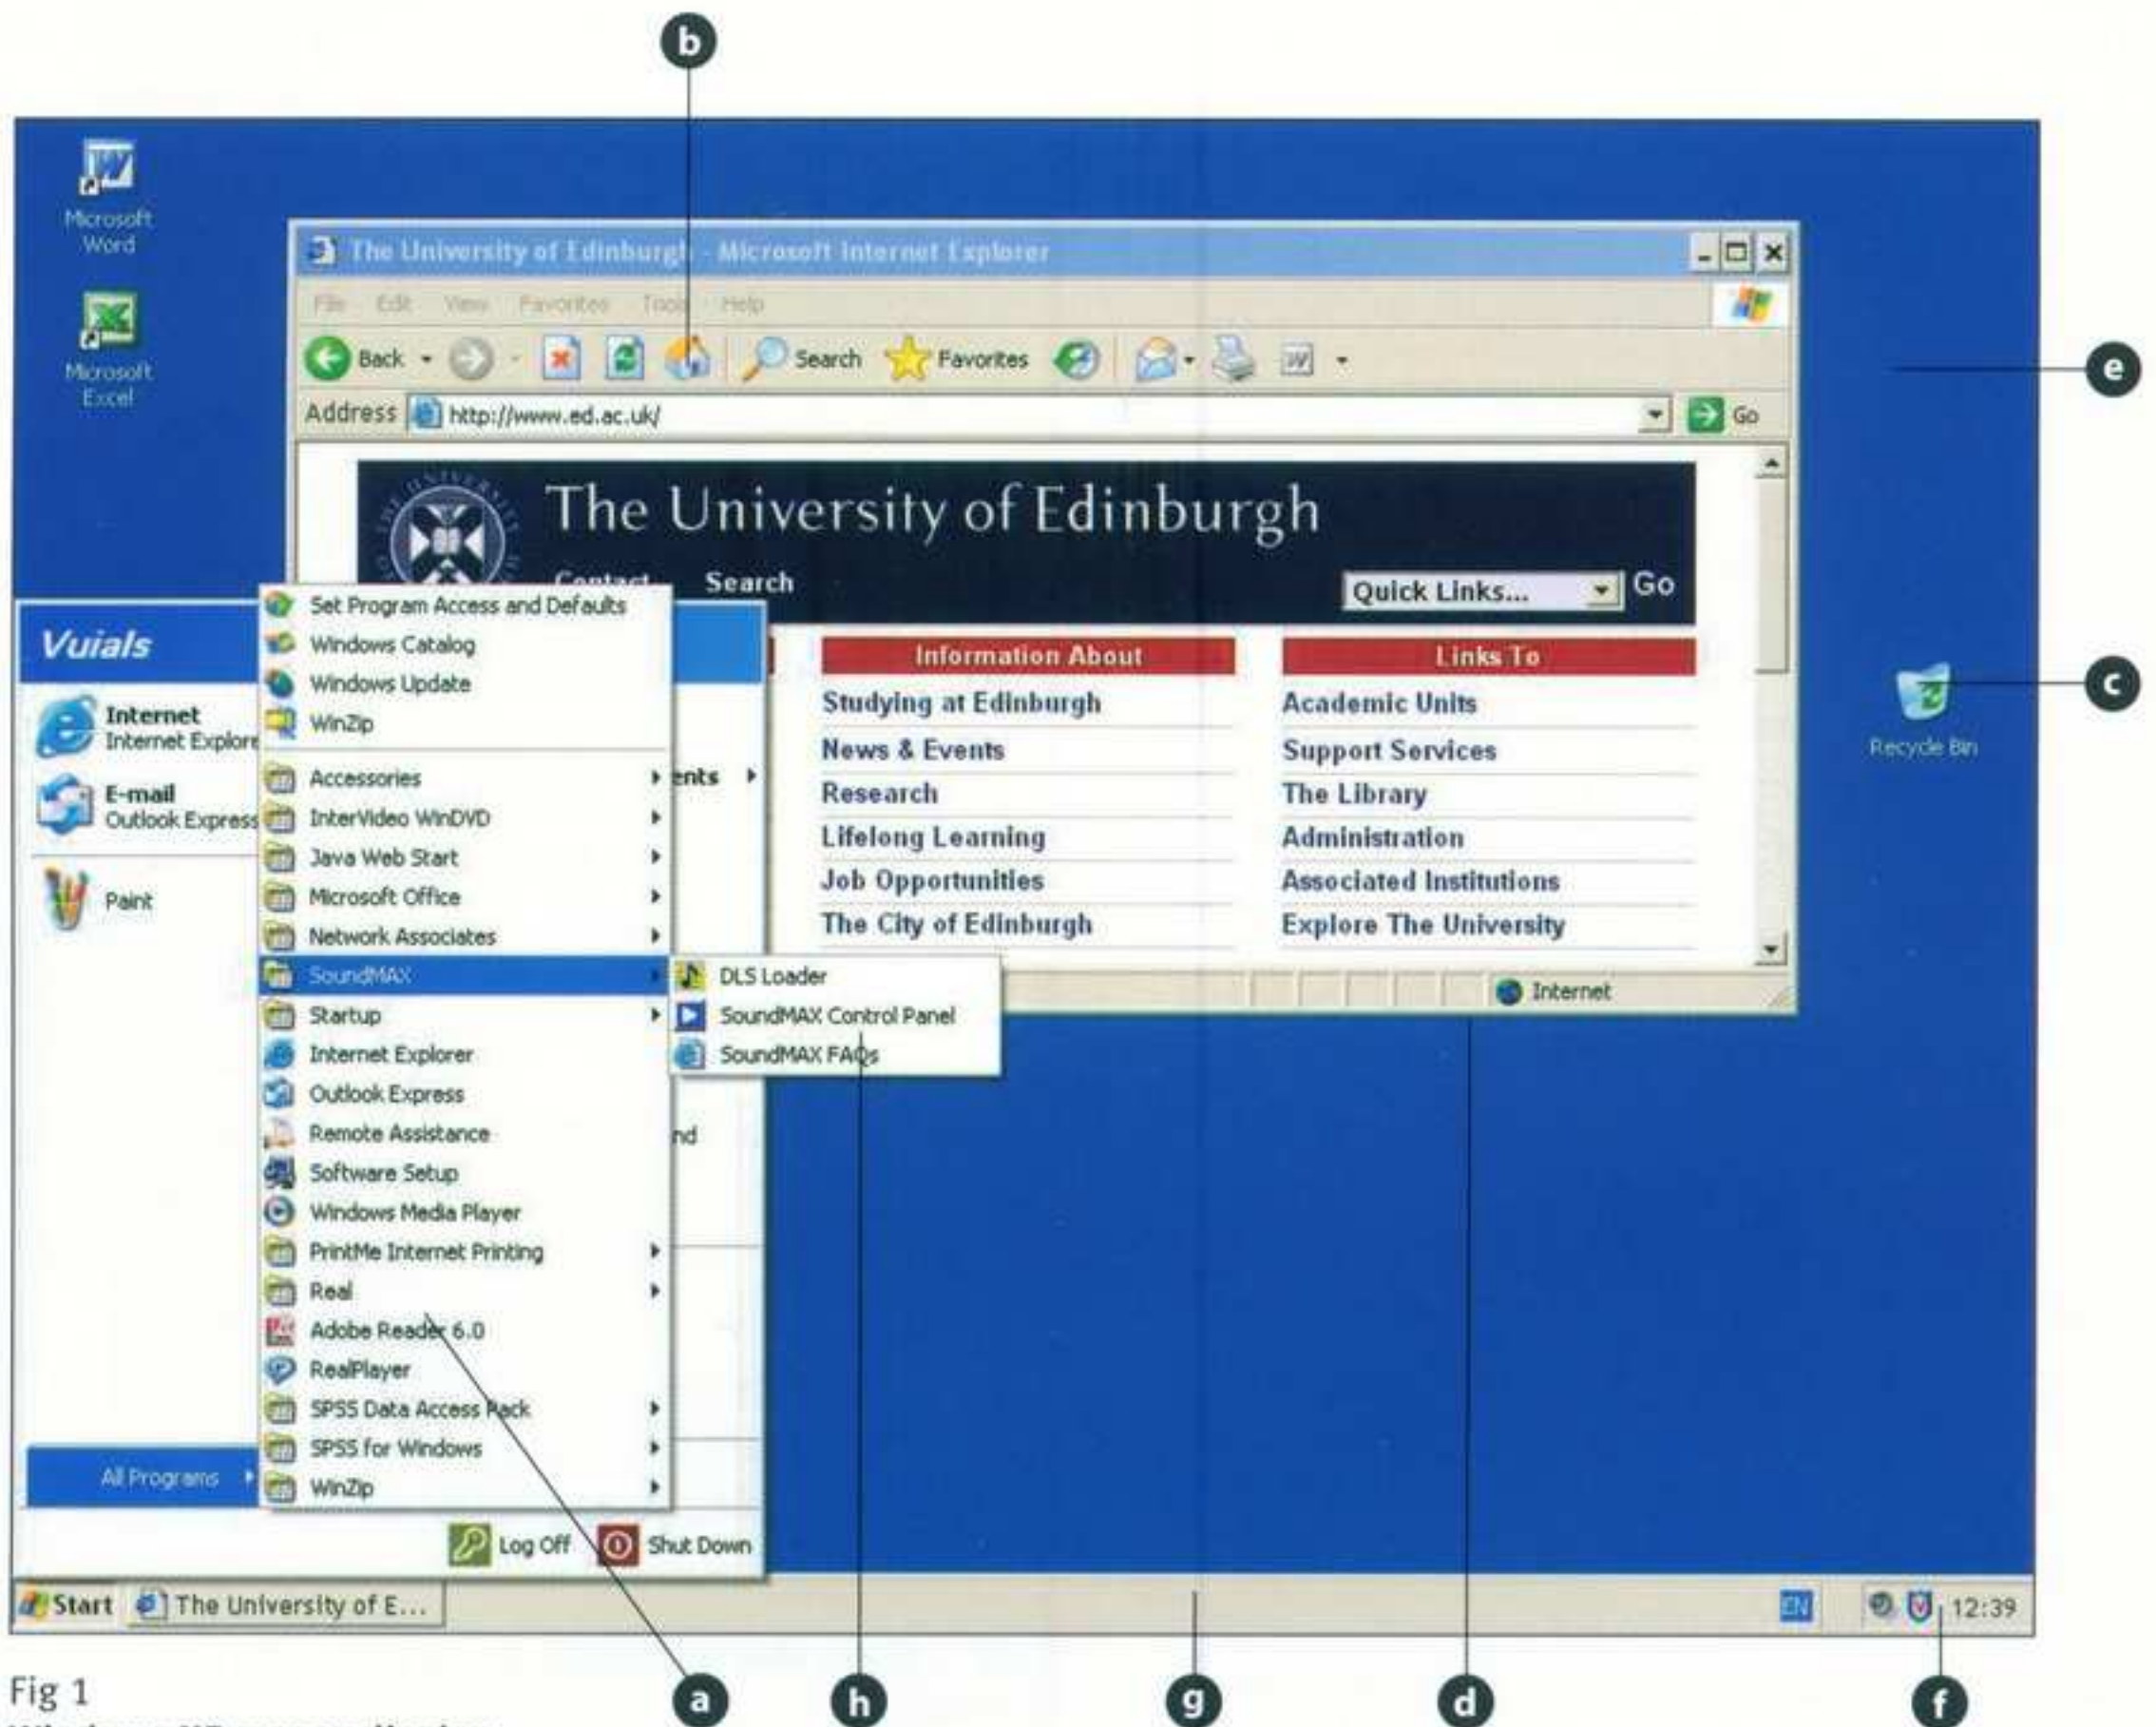 b
Microsoft
Word
Microsoft
Excel
The University of Edinburgh - Microsoft Internet Explorer
File Edit View Favorites Tools Help
Back Search Favorites
e
Address http://www.ed.ac.uk/ Go
The University of Edinburgh
Contact Search
Quick Links... Go
Vuials
Internet
Internet Explore
E-mail
Outlook Express
Paint
All Programs
Set Program Access and Defaults
Windows Catalog
Windows Update
WinZip
Accessories
InterVideo WinDVD
Java Web Start
Microsoft Office
Network Associates
SoundMAX
Startup
Internet Explorer
Outlook Express
Remote Assistance
Software Setup
Windows Media Player
PrintMe Internet Printing
Real
Adobe Reader 6.0
RealPlayer
SPSS Data Access Pack
SPSS for Windows
WinZip
ents
nd
DLS Loader
SoundMAX Control Panel
SoundMAX FAQs
Information About
Studying at Edinburgh
News & Events
Research
Lifelong Learning
Job Opportunities
The City of Edinburgh
Links To
Academic Units
Support Services
The Library
Administration
Associated Institutions
Explore The University
Internet
c
Recycle Bin
Log Off Shut Down
Start The University of E...
EN
12:39
Fig 1
a h g d f